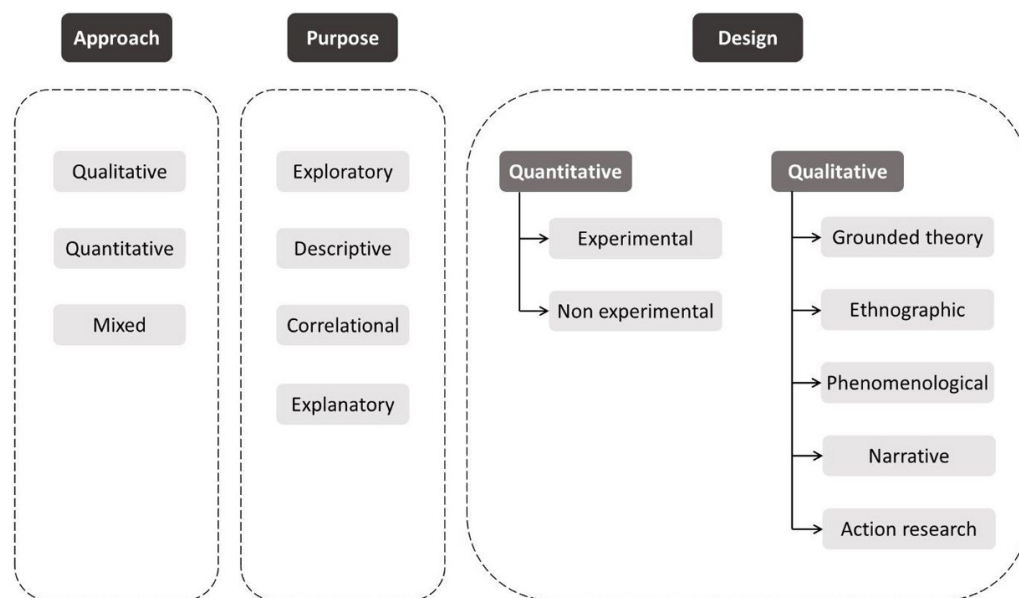 Approach
Qualitative
Quantitative
Mixed
Purpose
Exploratory
Descriptive
Correlational
Explanatory
Design
Quantitative
Experimental
Non experimental
Qualitative
Grounded theory
Ethnographic
Phenomenological
Narrative
Action research